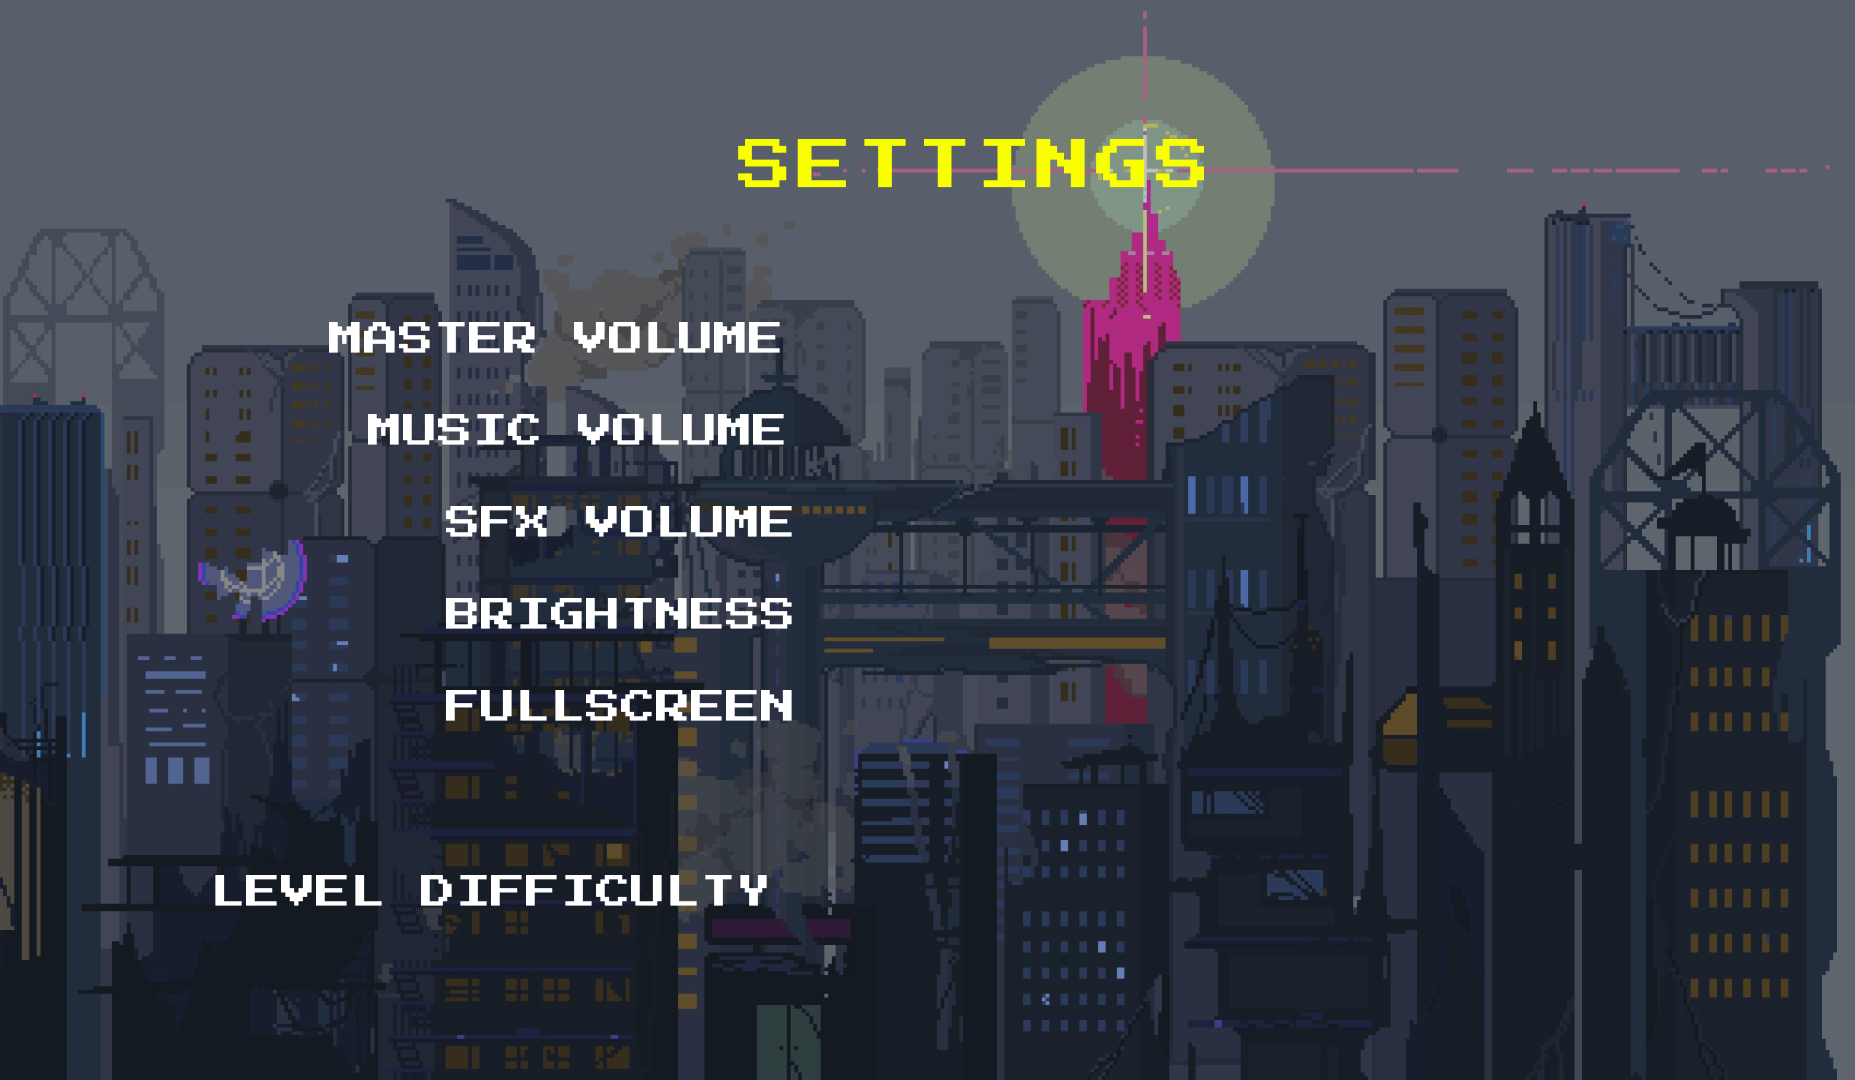 SETTINGS
MASTER VOLUME
MUSIC VOLUME
SFX VOLUME
BRIGHTNESS
FULLSCREEN
LEVEL DIFFICULTY